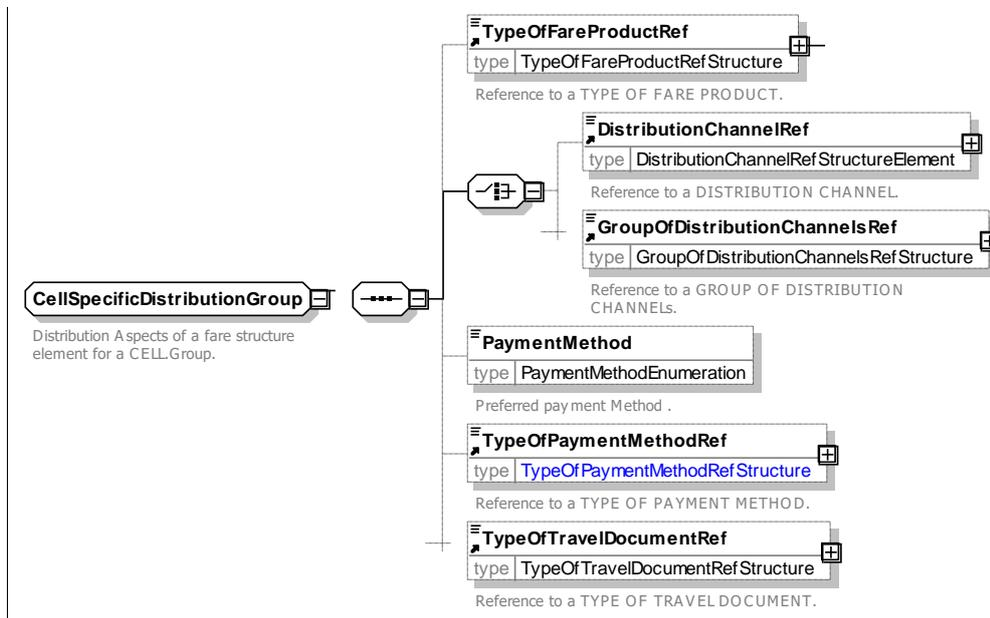 TypeOfFareProductRef
type TypeOfFareProductRefStructure
Reference to a TYPE OF FARE PRODUCT.
DistributionChannelRef
type DistributionChannelRefStructureElement
Reference to a DISTRIBUTION CHANNEL.
GroupOfDistributionChannelsRef
type GroupOfDistributionChannelsRefStructure
Reference to a GROUP OF DISTRIBUTION
CHANNELs.
CellSpecificDistributionGroup
Distribution Aspects of a fare structure
element for a CELL.Group.
PaymentMethod
type PaymentMethodEnumeration
Preferred payment Method .
TypeOfPaymentMethodRef
type TypeOfPaymentMethodRefStructure
Reference to a TYPE OF PAYMENT METHOD.
TypeOfTravelDocumentRef
type TypeOfTravelDocumentRefStructure
Reference to a TYPE OF TRAVEL DOCUMENT.